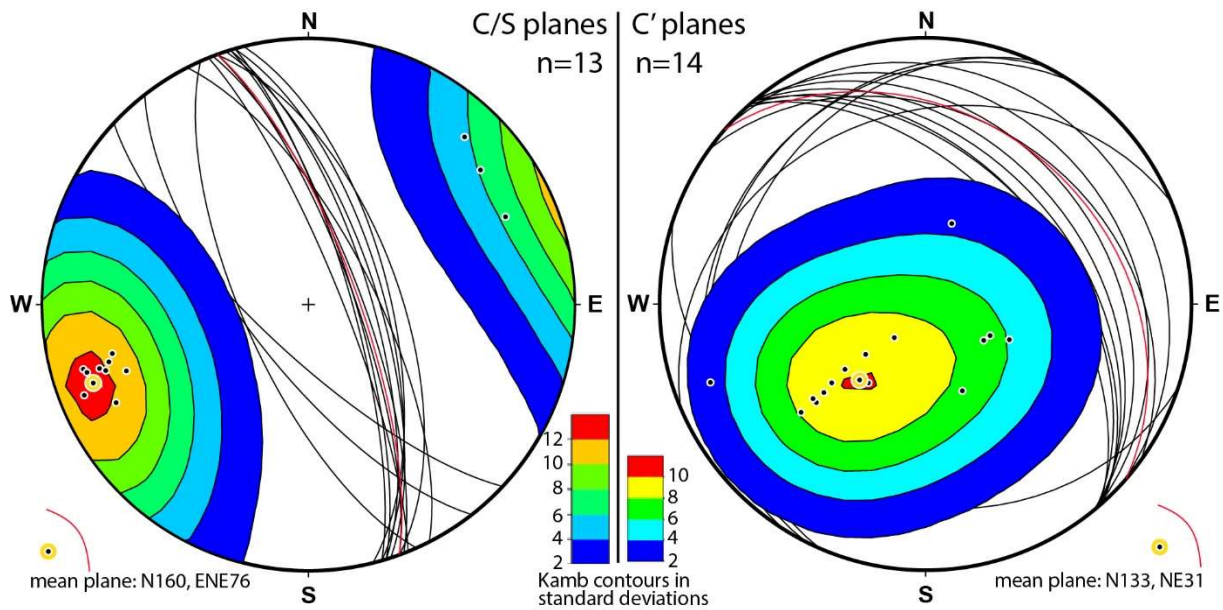 C/S planes
n=13
C’ planes
n=14
N
W
E
S
12
10
8
6
4
2
mean plane: N160, ENE76
N
W
E
S
10
8
6
4
2
mean plane: N133, NE31
Kamb contours in
standard deviations